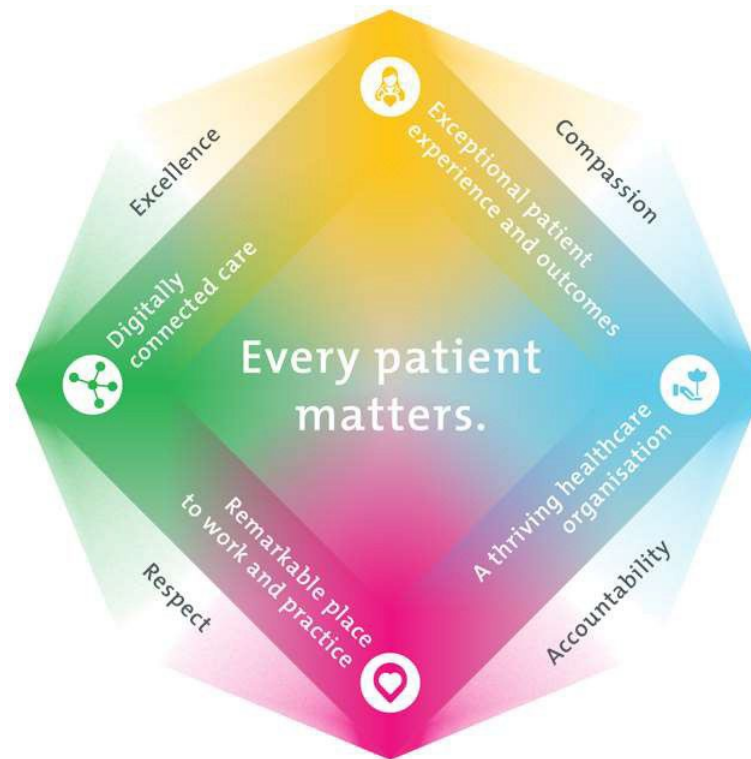 Excellence
Compassion
Digitally
connected care
Exceptional patient
experience and outcomes
Every patient
matters.
Remarkable place
to work and practice
A thriving healthcare
organisation
Respect
Accountability